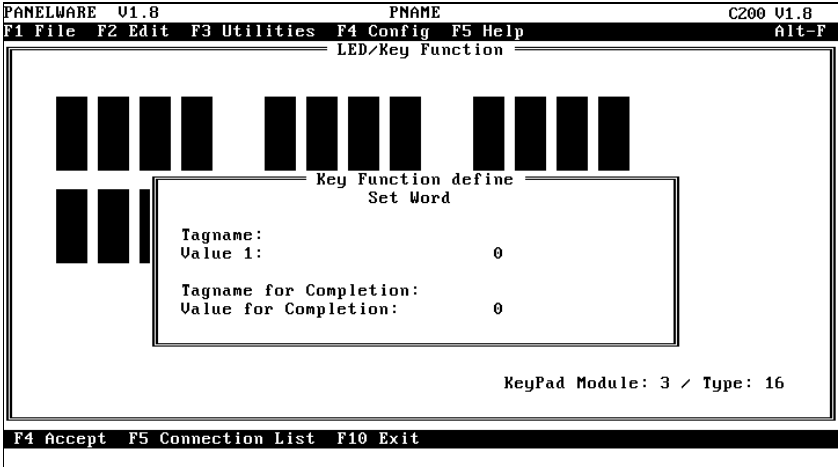 PANELWARE V1.8 PNAME C200 V1.8
F1 File F2 Edit F3 Utilities F4 Config F5 Help Alt-F
LED/Key Function
Key Function define
Set Word
Tagname:
Value 1: 0
Tagname for Completion:
Value for Completion: 0
KeyPad Module: 3 / Type: 16
F4 Accept F5 Connection List F10 Exit